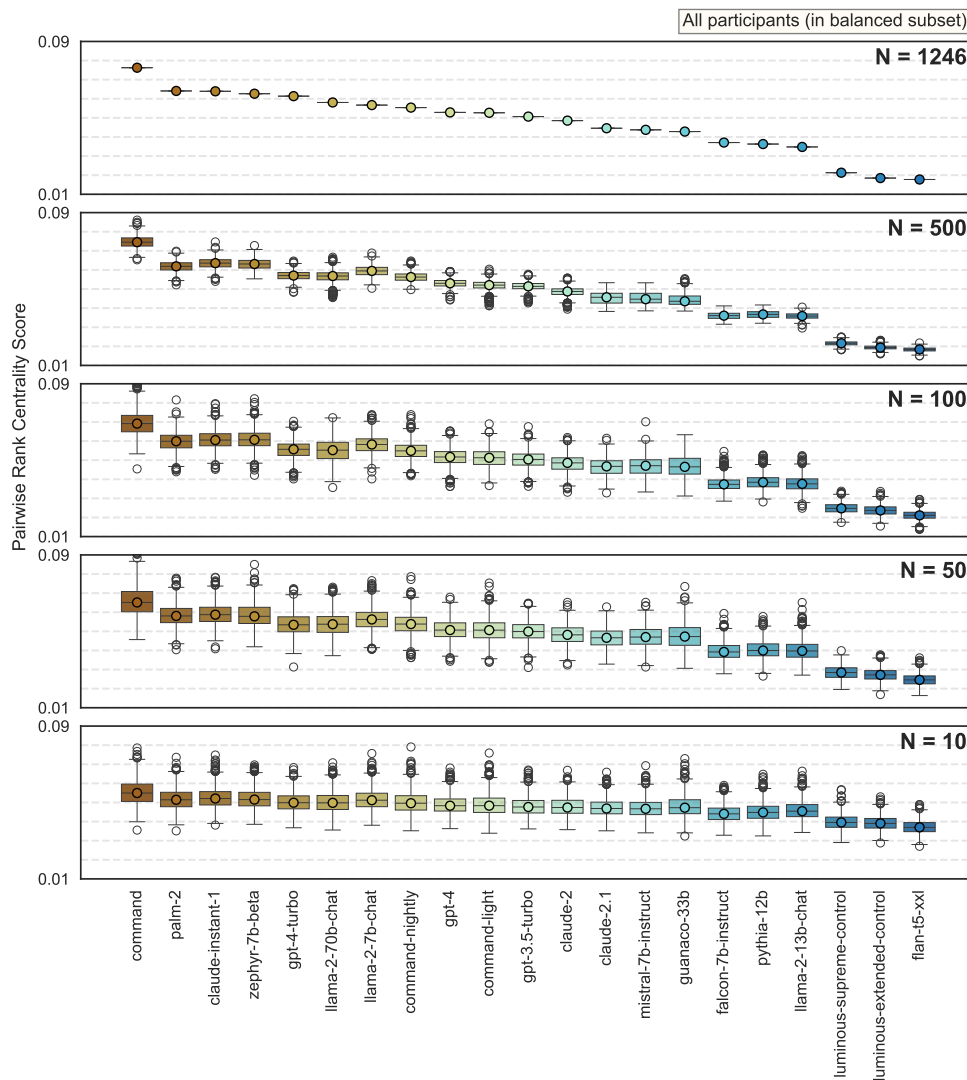 All participants (in balanced subset)
0.09
N = 1246
0.01
0.09
N = 500
0.01
0.09
N = 100
Pairwise Rank Centrality Score
0.01
0.09
N = 50
0.01
0.09
N = 10
0.01
command
palm-2
claude-instant-1
zephyr-7b-beta
gpt-4-turbo
llama-2-70b-chat
llama-2-7b-chat
command-nightly
gpt-4
command-light
gpt-3.5-turbo
claude-2
claude-2.1
mistral-7b-instruct
guanaco-33b
falcon-7b-instruct
pythia-12b
llama-2-13b-chat
luminous-supreme-control
luminous-extended-control
flan-t5-xxl